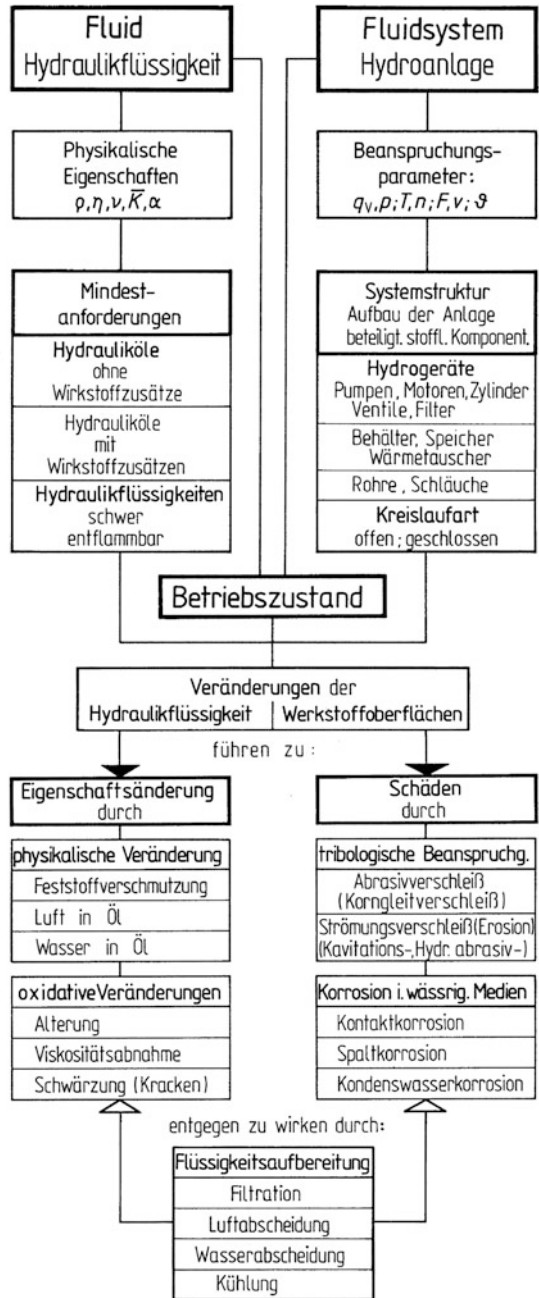 Fluid
Hydraulikflüssigkeit
Physikalische
Eigenschaften
ρ, η, ν, K̅, α
Mindest-
anforderungen
Hydrauliköle
ohne
Wirkstoffzusätze
Hydrauliköle
mit
Wirkstoffzusätzen
Hydraulikflüssigkeiten
schwer
entflammbar
Fluidsystem
Hydroanlage
Beanspruchungs-
parameter:
qV, p; T, n; F, v; ϑ
Systemstruktur
Aufbau der Anlage
beteiligt. stoffl. Komponent.
Hydrogeräte
Pumpen, Motoren, Zylinder
Ventile, Filter
Behälter, Speicher
Wärmetauscher
Rohre, Schläuche
Kreislaufart
offen; geschlossen
Betriebszustand
Veränderungen der
Hydraulikflüssigkeit | Werkstoffoberflächen
führen zu:
Eigenschaftsänderung
durch
physikalische Veränderung
Feststoffverschmutzung
Luft in Öl
Wasser in Öl
oxidative Veränderungen
Alterung
Viskositätsabnahme
Schwärzung (Kracken)
Schäden
durch
tribologische Beanspruchg.
Abrasivverschleiß
(Korngleitverschleiß)
Strömungsverschleiß (Erosion)
(Kavitations-, Hydr. abrasiv-)
Korrosion i. wässrig. Medien
Kontaktkorrosion
Spaltkorrosion
Kondenswasserkorrosion
entgegen zu wirken durch:
Flüssigkeitsaufbereitung
Filtration
Luftabscheidung
Wasserabscheidung
Kühlung